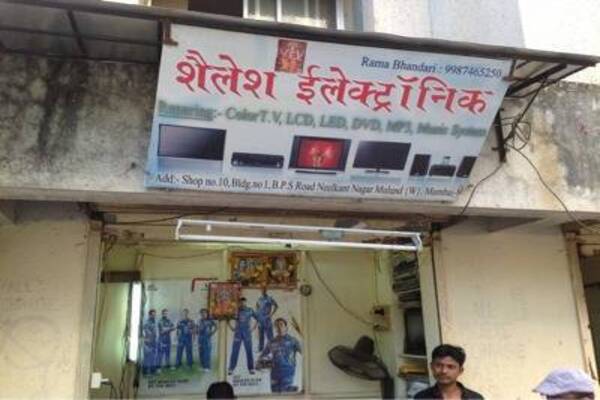 Rama Bhandari : 9987465250
शैलेश ईलेक्ट्रॉनिक
Repairing:- Color T.V, LCD, LED, DVD, MP3, Music System
Add:- Shop no.10, Bldg.no 1, B.P.S Road Neelkant Nagar Mulund (W), Mumbai-